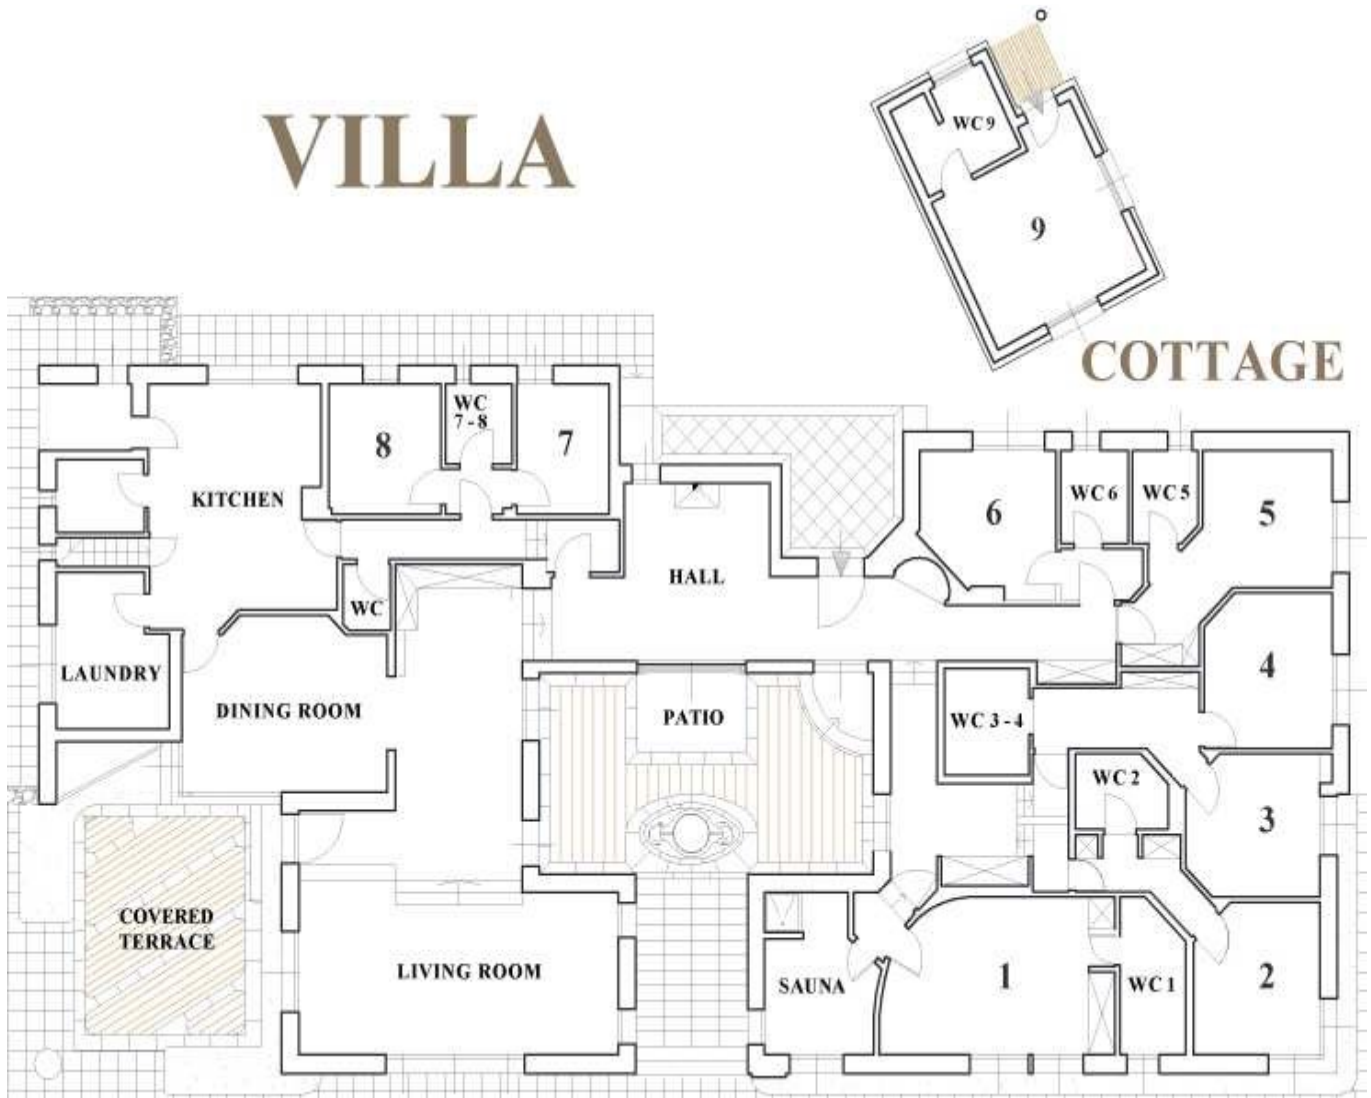 VILLA
WC 9
9
COTTAGE
WC
7 - 8
8
7
KITCHEN
6
WC 6
WC 5
5
HALL
WC
LAUNDRY
DINING ROOM
PATIO
WC 3 - 4
4
WC 2
3
COVERED
TERRACE
LIVING ROOM
SAUNA
1
WC 1
2